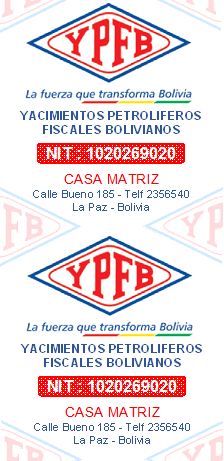 YPFB
La fuerza que transforma Bolivia
YACIMIENTOS PETROLIFEROS
FISCALES BOLIVIANOS
NIT - 1020269020
CASA MATRIZ
Calle Bueno 185 - Telf 2356540
La Paz - Bolivia
YPFB
La fuerza que transforma Bolivia
YACIMIENTOS PETROLIFEROS
FISCALES BOLIVIANOS
NIT - 1020269020
CASA MATRIZ
Calle Bueno 185 - Telf 2356540
La Paz - Bolivia